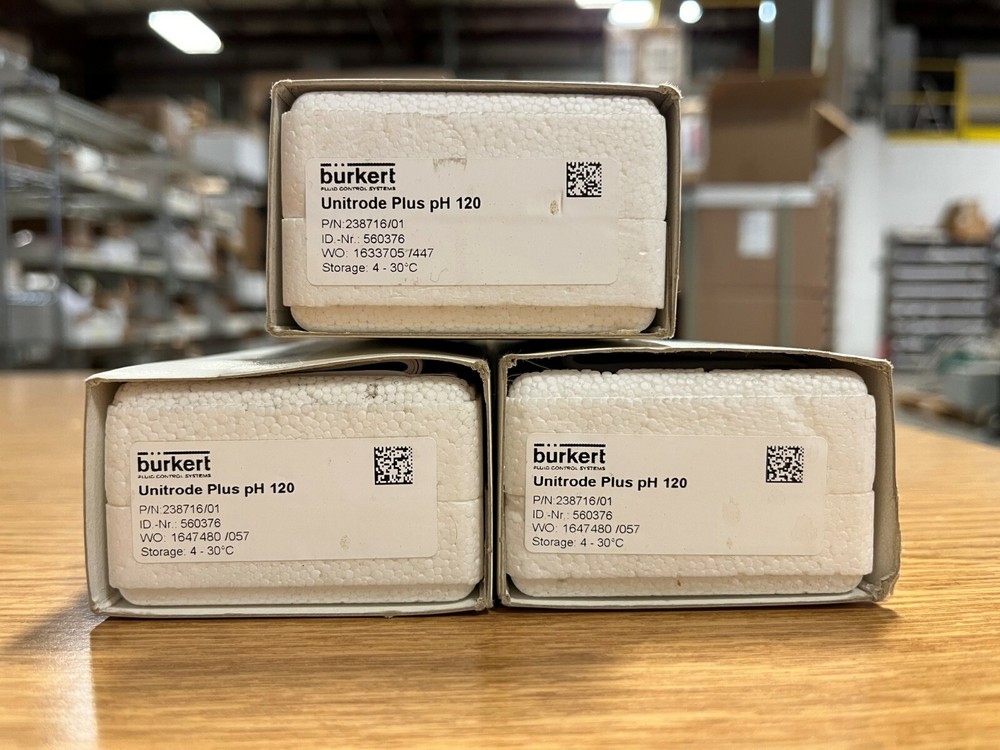 bürkert
FLUID CONTROL SYSTEMS
Unitrode Plus pH 120
P/N:238716/01
ID.-Nr.: 560376
WO: 1633705 /447
Storage: 4 - 30°C
bürkert
FLUID CONTROL SYSTEMS
Unitrode Plus pH 120
P/N:238716/01
ID.-Nr.: 560376
WO: 1647480 /057
Storage: 4 - 30°C
bürkert
FLUID CONTROL SYSTEMS
Unitrode Plus pH 120
P/N:238716/01
ID.-Nr.: 560376
WO: 1647480 /057
Storage: 4 - 30°C